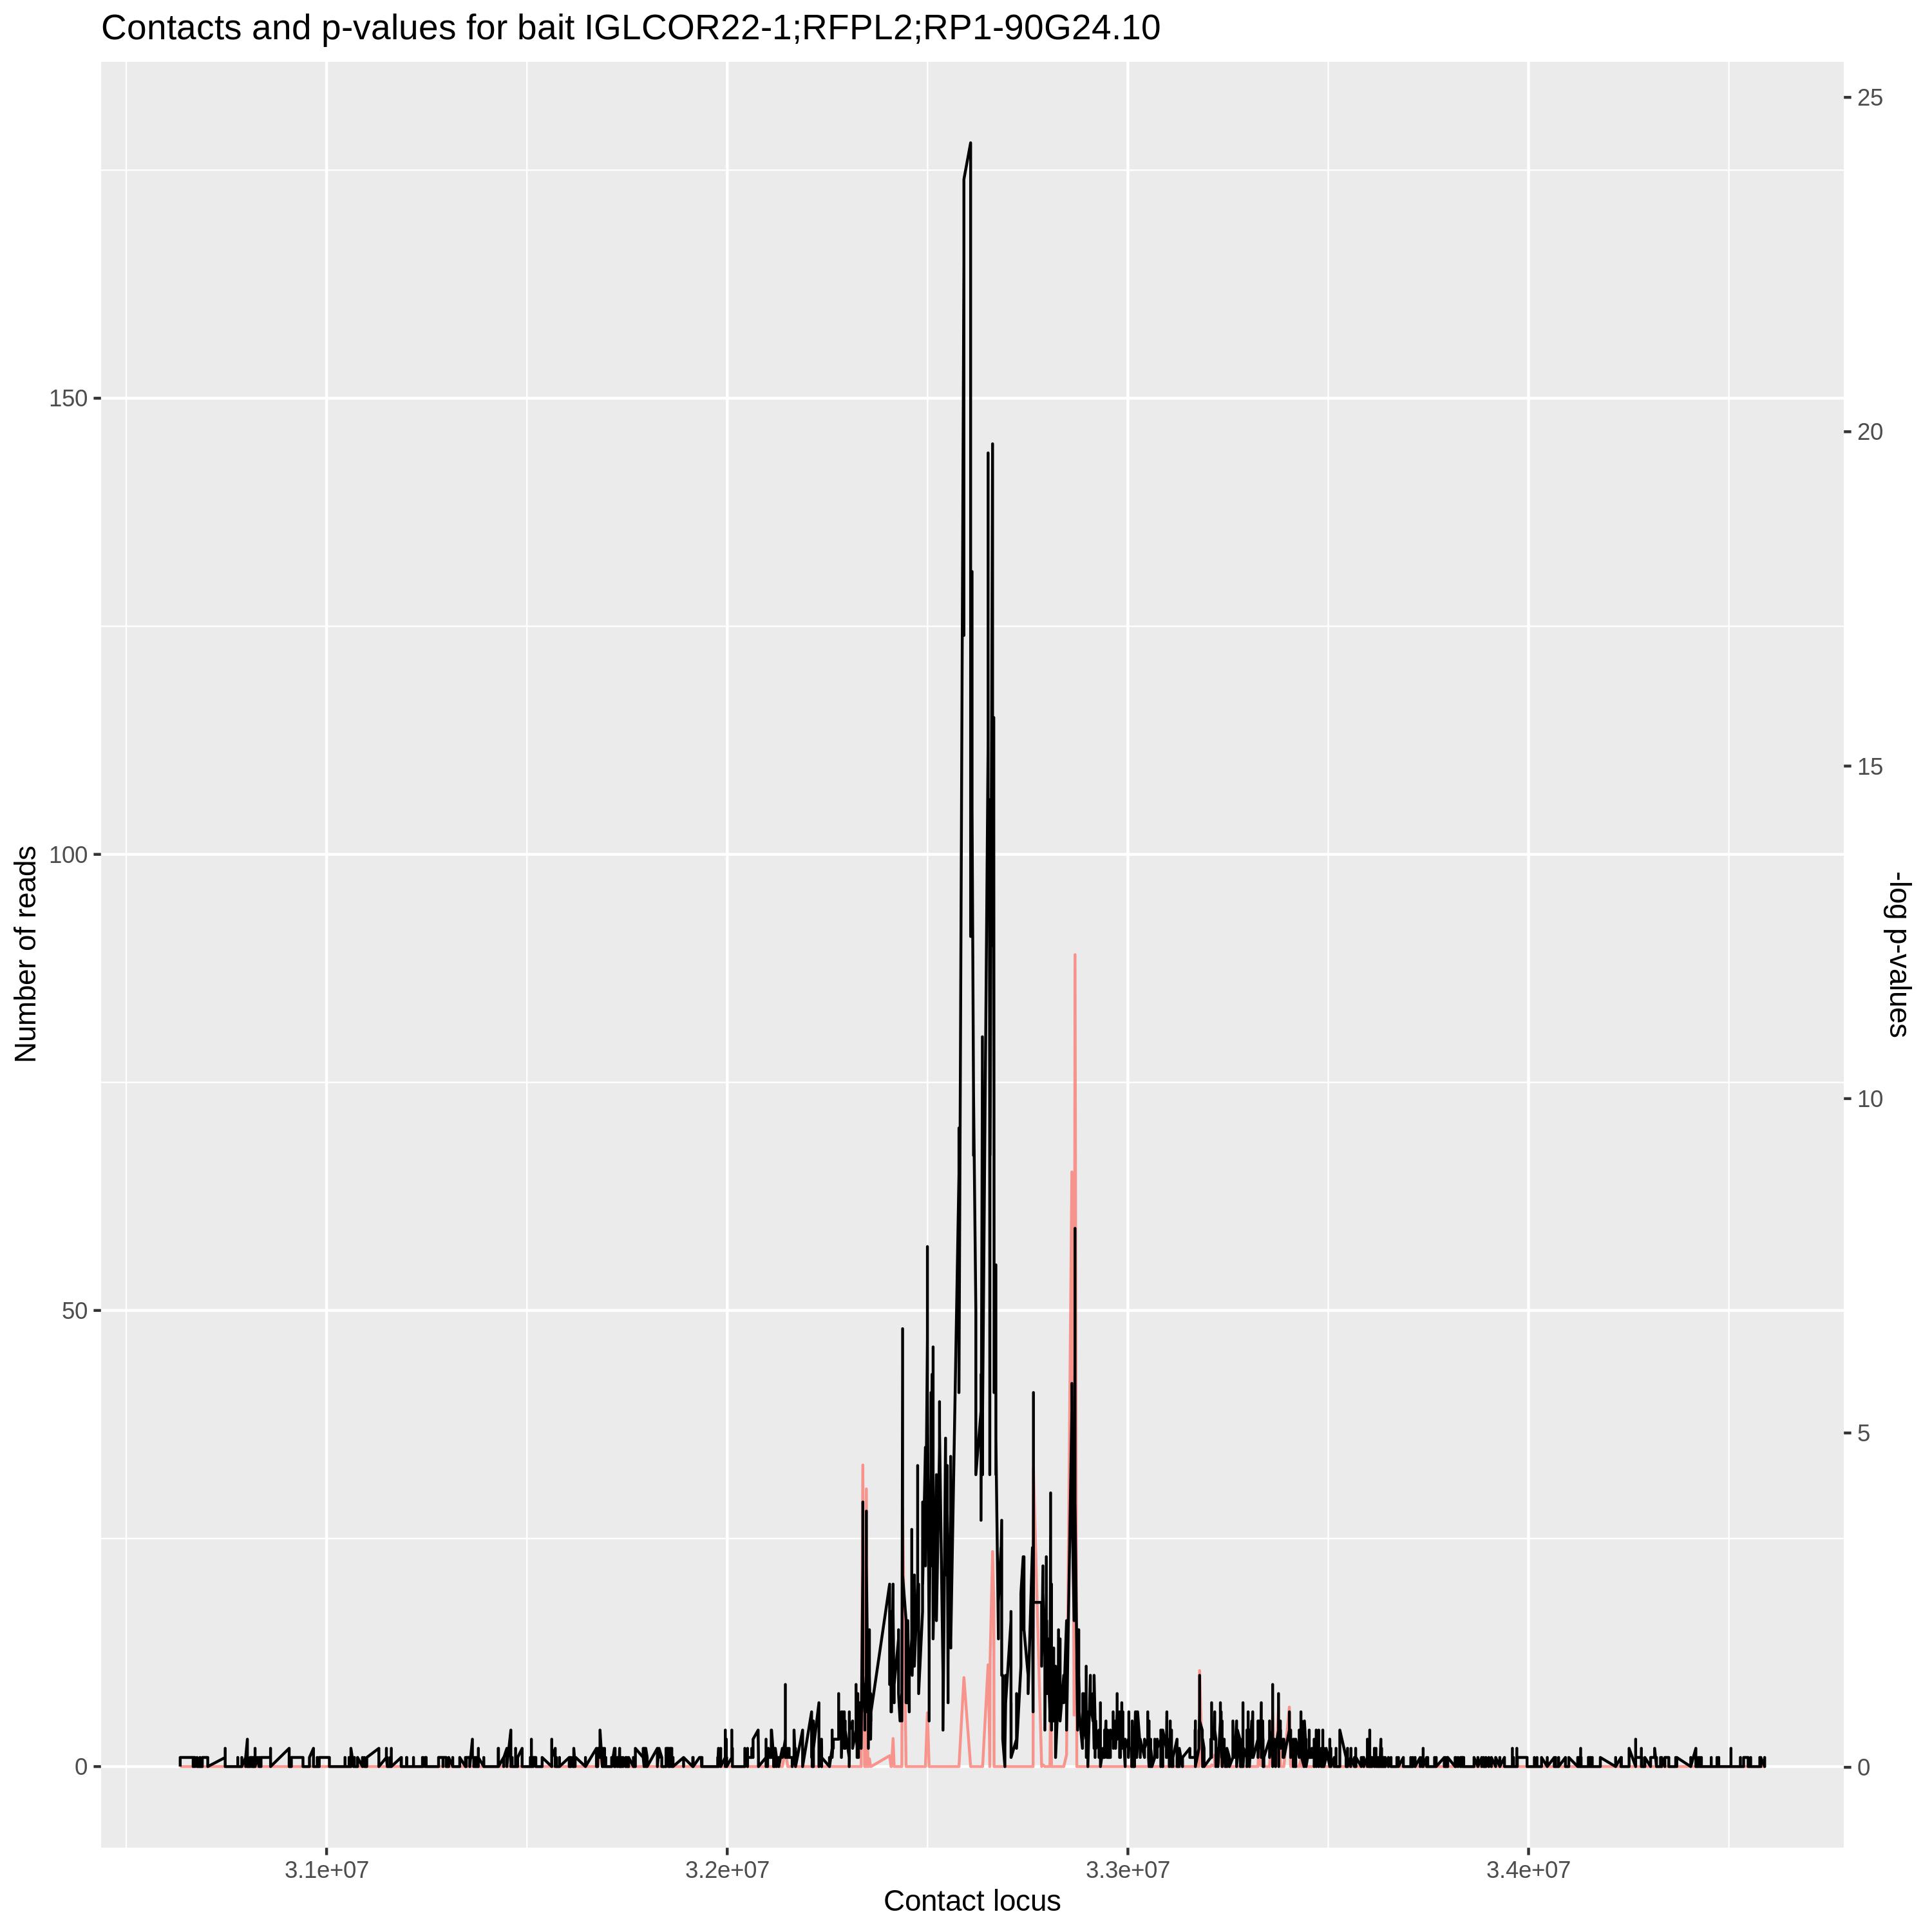 Contacts and p-values for bait IGLCOR22-1;RFPL2;RP1-90G24.10
25
20
15
10
5
0
150
100
50
0
Number of reads
-log p-values
3.1e+07 3.2e+07 3.3e+07 3.4e+07
Contact locus